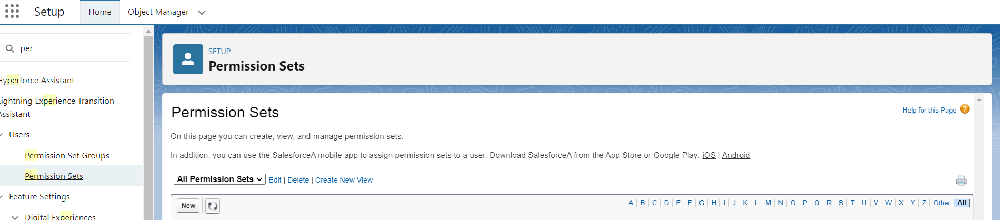 Setup
Home
Object Manager
per
Hyperforce Assistant
Lightning Experience Transition
Assistant
Users
Permission Set Groups
Permission Sets
Feature Settings
Digital Experiences
SETUP
Permission Sets
Permission Sets
Help for this Page ?
On this page you can create, view, and manage permission sets.
In addition, you can use the SalesforceA mobile app to assign permission sets to a user. Download SalesforceA from the App Store or Google Play: iOS | Android
All Permission Sets Edit | Delete | Create New View
New
A | B | C | D | E | F | G | H | I | J | K | L | M | N | O | P | Q | R | S | T | U | V | W | X | Y | Z | Other | All